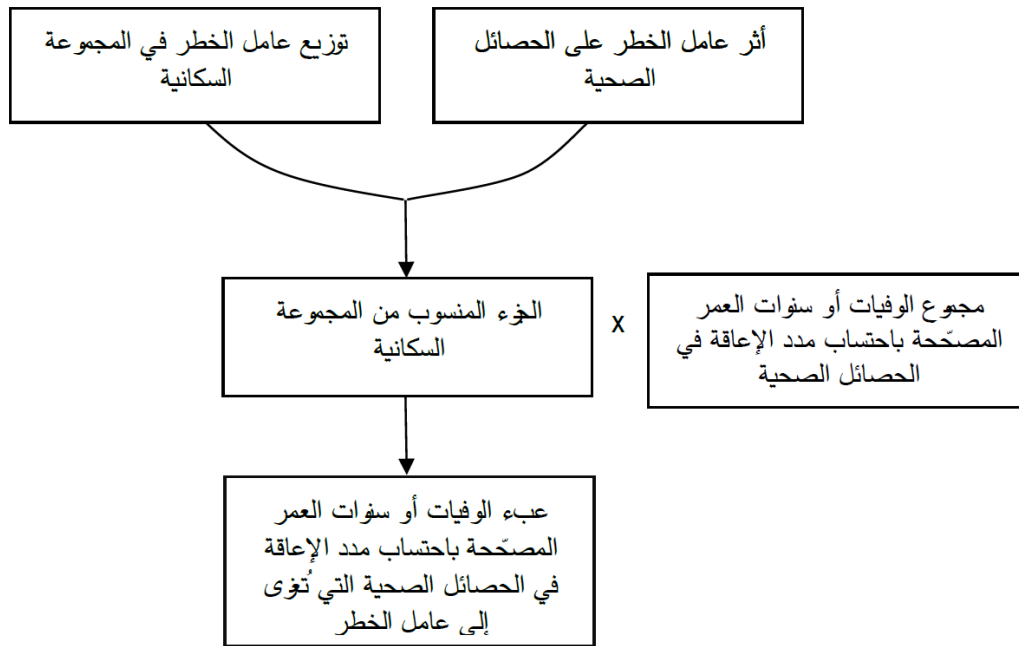 أثر عامل الخطر على الحصائل
الصحية
توزيع عامل الخطر في المجموعة
السكانية
الجزء المنسوب من المجموعة
السكانية
X
مجموع الوفيات أو سنوات العمر
المصحّحة باحتساب مدد الإعاقة في
الحصائل الصحية
عبء الوفيات أو سنوات العمر
المصحّحة باحتساب مدد الإعاقة
في الحصائل الصحية التي تُعزى
إلى عامل الخطر